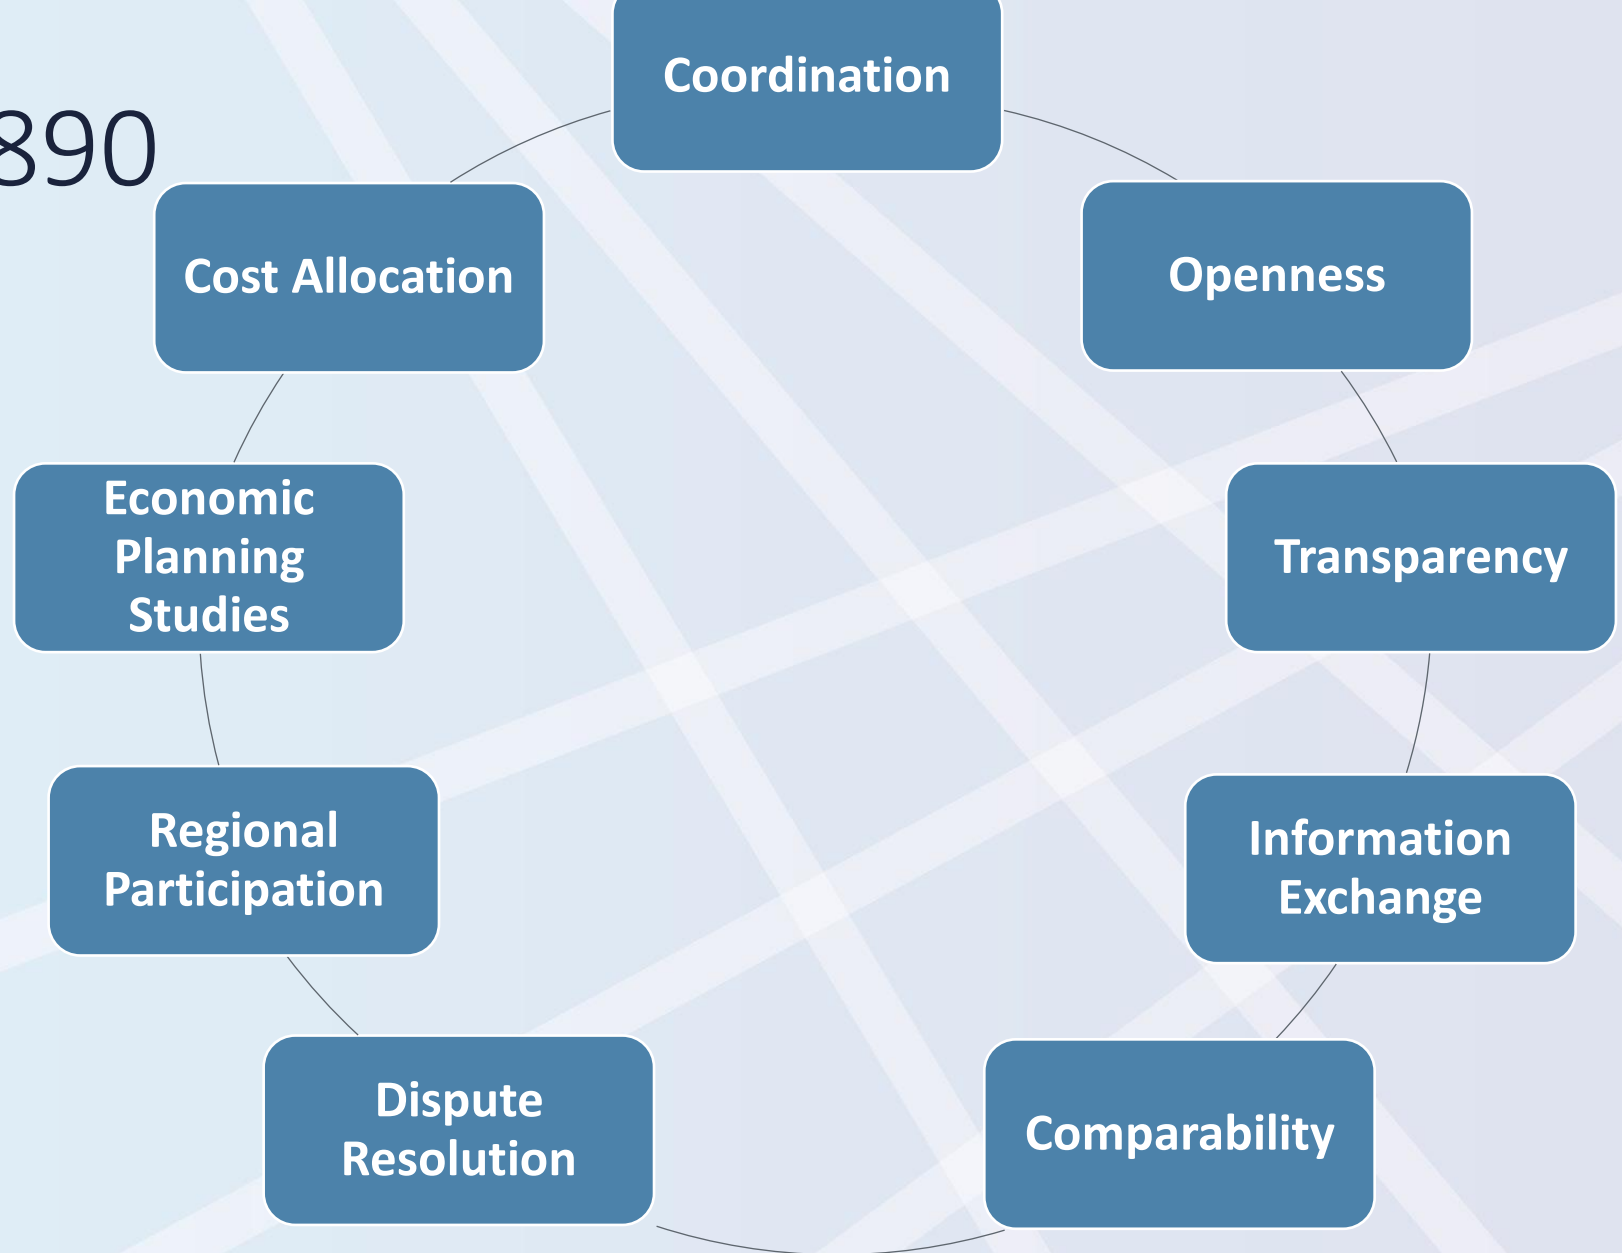 890
Coordination
Openness
Transparency
Information
Exchange
Comparability
Dispute
Resolution
Regional
Participation
Economic
Planning
Studies
Cost Allocation